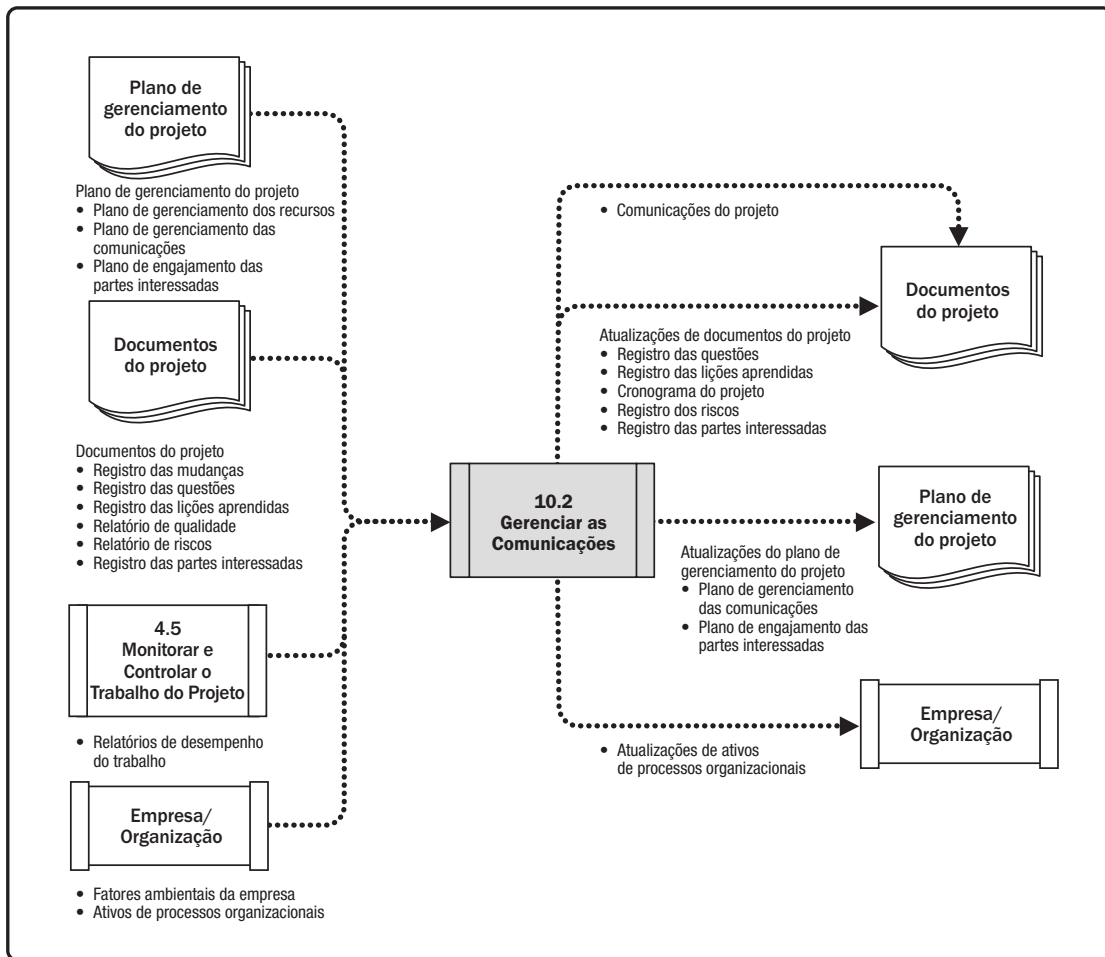 Plano de
gerenciamento
do projeto
Plano de gerenciamento do projeto
• Plano de gerenciamento dos recursos
• Plano de gerenciamento das
comunicações
• Plano de engajamento das
partes interessadas
Documentos
do projeto
Documentos do projeto
• Registro das mudanças
• Registro das questões
• Registro das lições aprendidas
• Relatório de qualidade
• Relatório de riscos
• Registro das partes interessadas
4.5
Monitorar e
Controlar o
Trabalho do Projeto
• Relatórios de desempenho
do trabalho
Empresa/
Organização
• Fatores ambientais da empresa
• Ativos de processos organizacionais
10.2
Gerenciar as
Comunicações
• Comunicações do projeto
Documentos
do projeto
Atualizações de documentos do projeto
• Registro das questões
• Registro das lições aprendidas
• Cronograma do projeto
• Registro dos riscos
• Registro das partes interessadas
Plano de
gerenciamento
do projeto
Atualizações do plano de
gerenciamento do projeto
• Plano de gerenciamento
das comunicações
• Plano de engajamento das
partes interessadas
Empresa/
Organização
• Atualizações de ativos
de processos organizacionais